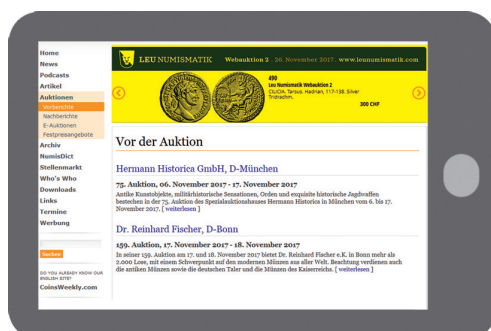 Home
News
Podcasts
Artikel
Auktionen
Vorberichte
Nachberichte
E-Auktionen
Festpreisangebote
Archiv
NumisDict
Stellenmarkt
Who's Who
Downloads
Links
Termine
Werbung
Suchen
DO YOU ALREADY KNOW OUR
ENGLISH SITE?
CoinsWeekly.com
LEU NUMISMATIK Webauktion 2 . 26. November 2017 . www.leunumismatik.com
490
Leu Numismatik Webauktion 2
CILICIA. Tarsus. Hadrian, 117-138. Silver
Tridrachm.
300 CHF
Vor der Auktion
Hermann Historica GmbH, D-München
75. Auktion, 06. November 2017 - 17. November 2017
Antike Kunstobjekte, militärhistorische Sensationen, Orden und exquisite historische Jagdwaffen
bestechen in der 75. Auktion des Spezialauktionshauses Hermann Historica in München vom 6. bis 17.
November 2017. [ weiterlesen ]
Dr. Reinhard Fischer, D-Bonn
159. Auktion, 17. November 2017 - 18. November 2017
In seiner 159. Auktion am 17. und 18. November 2017 bietet Dr. Reinhard Fischer e.K. in Bonn mehr als
2.000 Lose, mit einem Schwerpunkt auf den modernen Münzen aus aller Welt. Beachtung verdienen auch
die antiken Münzen sowie die deutschen Taler und die Münzen des Kaiserreichs. [ weiterlesen ]